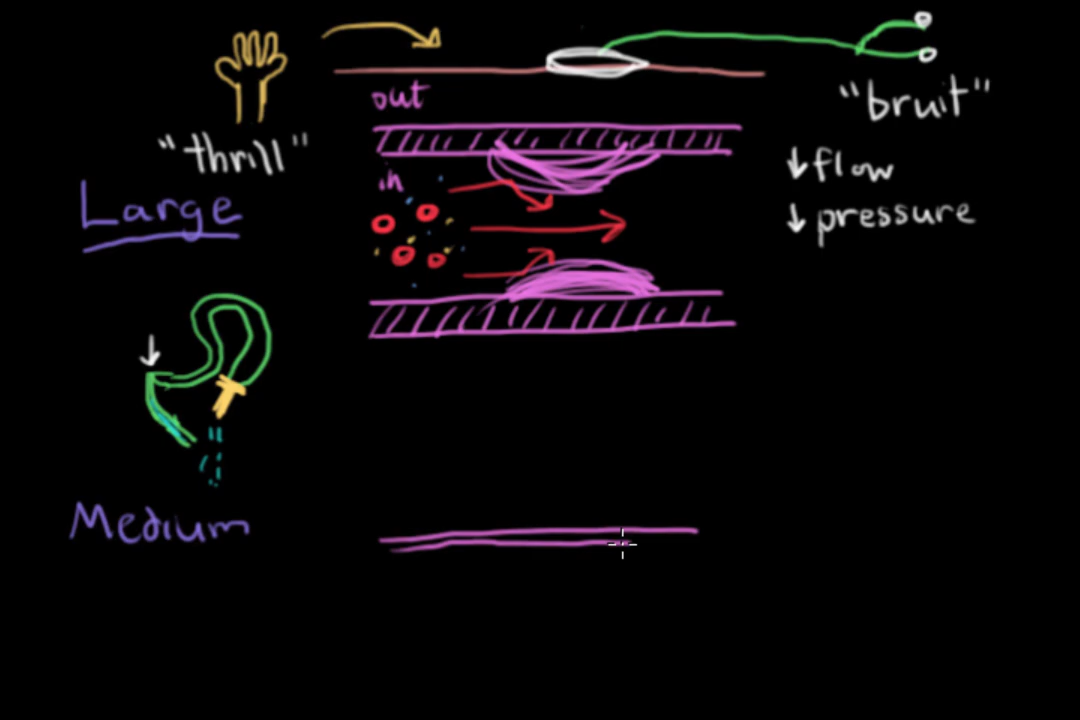 "thrill"
"bruit"
out
in
↓ flow
↓ pressure
Large
Medium